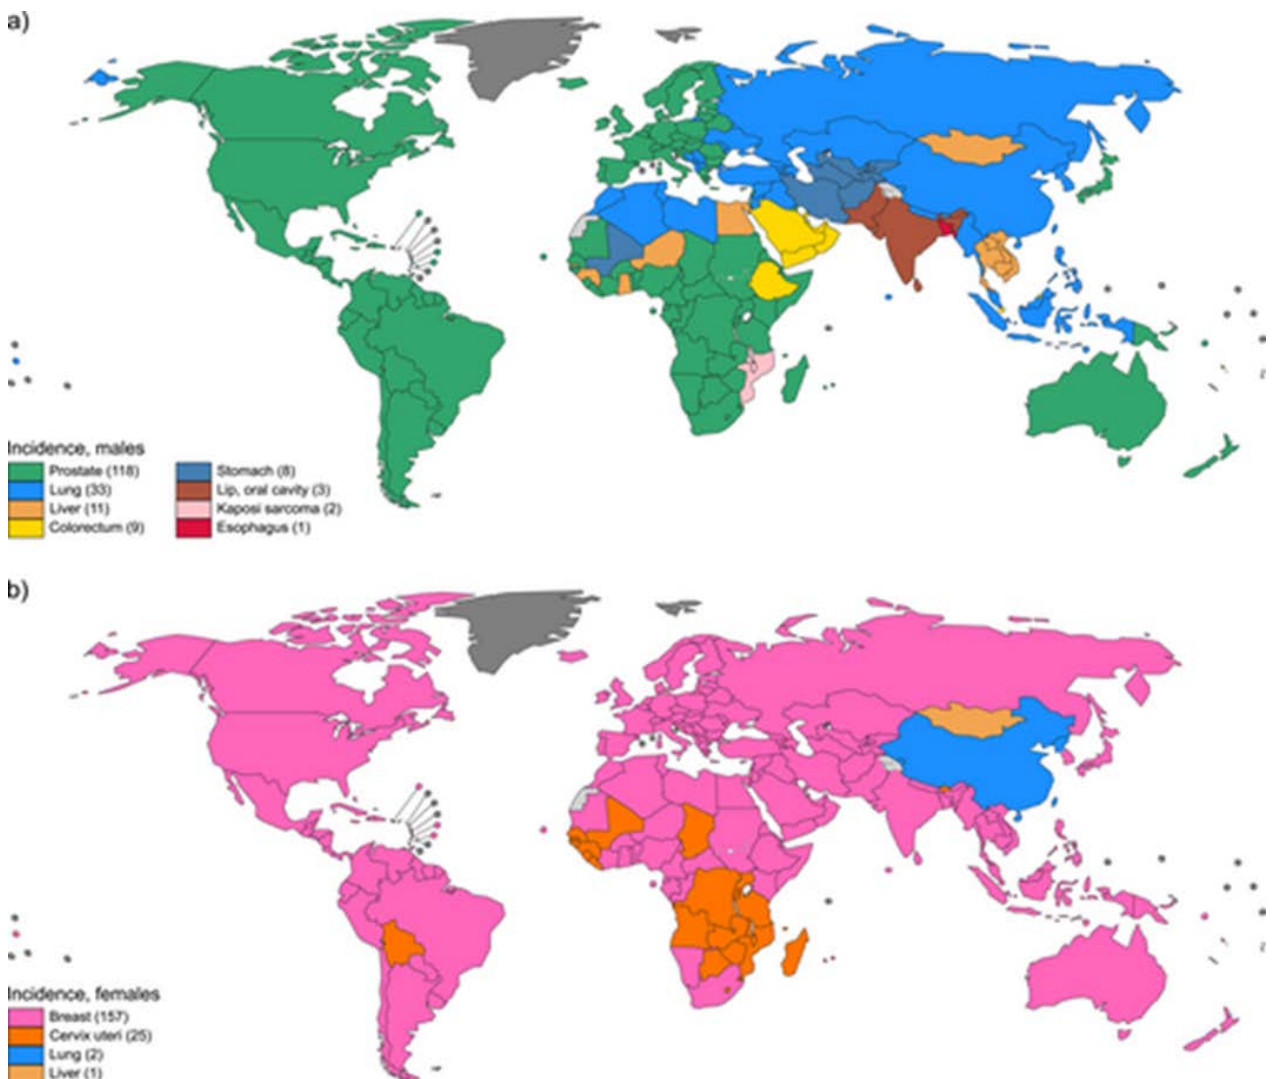 a)
Incidence, males
Prostate (118)
Lung (33)
Liver (11)
Colorectum (9)
Stomach (8)
Lip, oral cavity (3)
Kaposi sarcoma (2)
Esophagus (1)
b)
Incidence, females
Breast (157)
Cervix uteri (25)
Lung (2)
Liver (1)